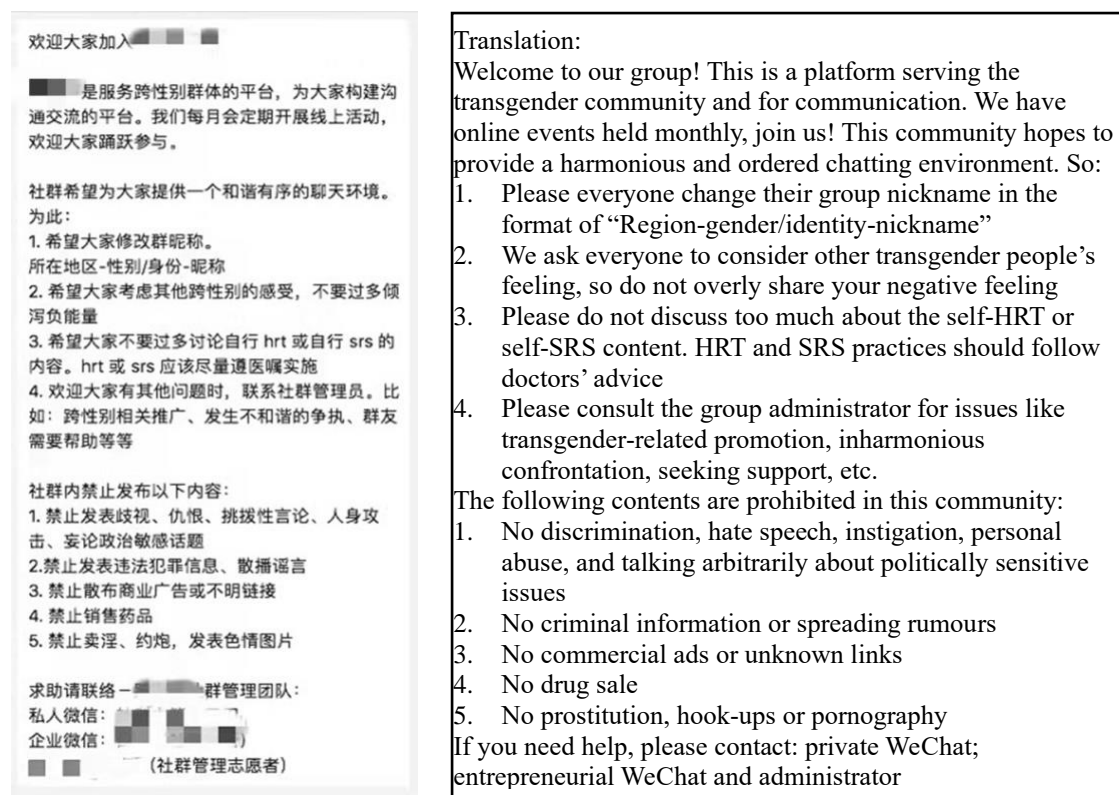 欢迎大家加入
是服务跨性别群体的平台，为大家构建沟
通交流的平台。我们每月会定期开展线上活动，
欢迎大家踊跃参与。
社群希望为大家提供一个和谐有序的聊天环境。
为此：
1. 希望大家修改群昵称。
所在地区-性别/身份-昵称
2. 希望大家考虑其他跨性别的感受，不要过多倾
泻负能量
3. 希望大家不要过多讨论自行 hrt 或自行 srs 的
内容。hrt 或 srs 应该尽量遵医嘱实施
4. 欢迎大家有其他问题时，联系社群管理员。比
如：跨性别相关推广、发生不和谐的争执、群友
需要帮助等等
社群内禁止发布以下内容：
1. 禁止发表歧视、仇恨、挑拨性言论、人身攻
击、妄论政治敏感话题
2.禁止发表违法犯罪信息、散播谣言
3. 禁止散布商业广告或不明链接
4. 禁止销售药品
5. 禁止卖淫、约炮，发表色情图片
求助请联络－群管理团队：
私人微信：
企业微信：
（社群管理志愿者）
Translation:
Welcome to our group! This is a platform serving the
transgender community and for communication. We have
online events held monthly, join us! This community hopes to
provide a harmonious and ordered chatting environment. So:
1. Please everyone change their group nickname in the
format of “Region-gender/identity-nickname”
2. We ask everyone to consider other transgender people’s
feeling, so do not overly share your negative feeling
3. Please do not discuss too much about the self-HRT or
self-SRS content. HRT and SRS practices should follow
doctors’ advice
4. Please consult the group administrator for issues like
transgender-related promotion, inharmonious
confrontation, seeking support, etc.
The following contents are prohibited in this community:
1. No discrimination, hate speech, instigation, personal
abuse, and talking arbitrarily about politically sensitive
issues
2. No criminal information or spreading rumours
3. No commercial ads or unknown links
4. No drug sale
5. No prostitution, hook-ups or pornography
If you need help, please contact: private WeChat;
entrepreneurial WeChat and administrator